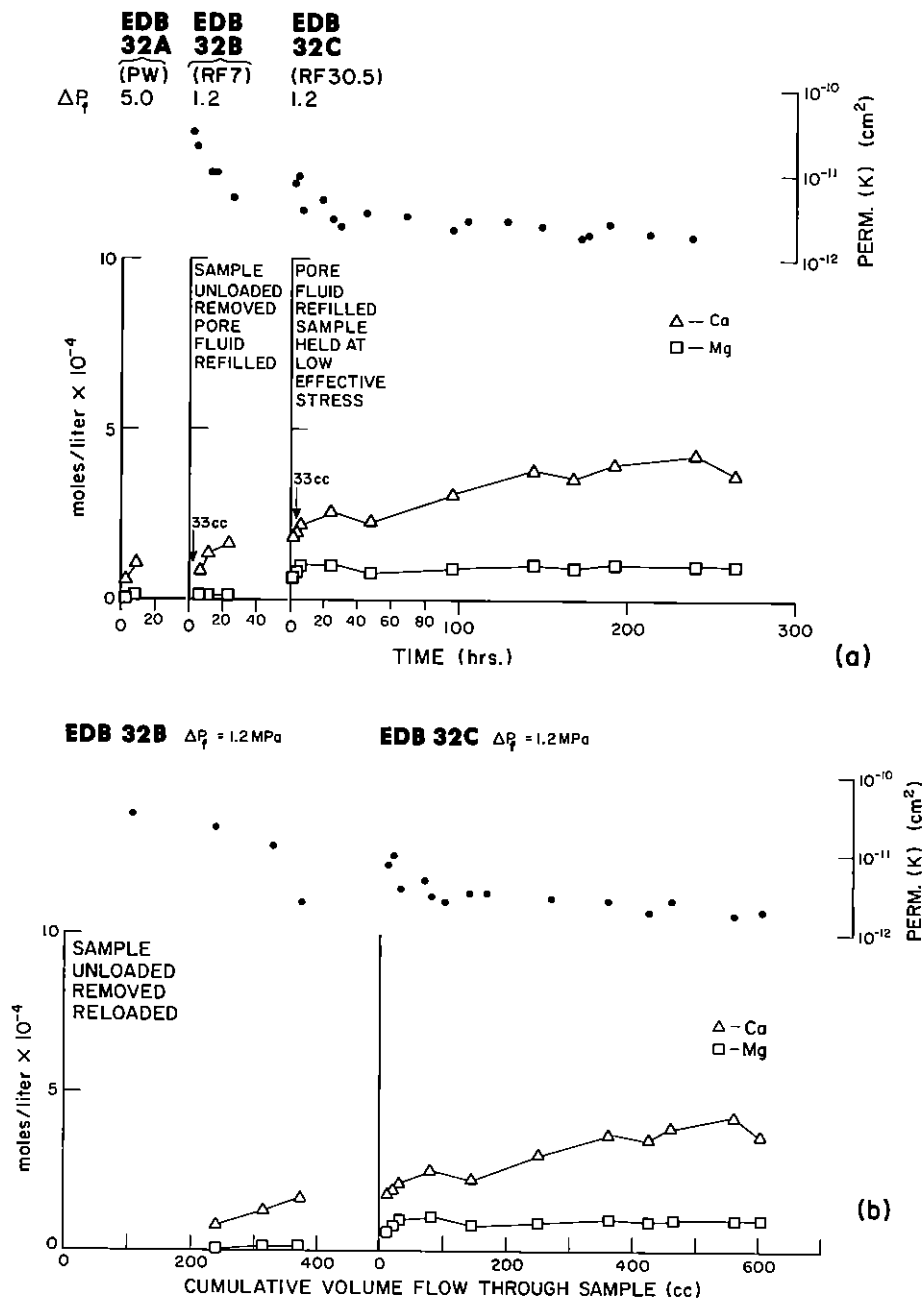 EDB EDB EDB
32A 32B 32C
(PW) (RF7) (RF30.5)
ΔPf 5.0 1.2 1.2
10⁻¹⁰
10⁻¹¹
10⁻¹²
PERM. (K) (cm²)
10
5
0
moles/liter × 10⁻⁴
SAMPLE
UNLOADED
REMOVED
PORE
FLUID
REFILLED
PORE
FLUID
REFILLED
SAMPLE
HELD AT
LOW
EFFECTIVE
STRESS
△ – Ca
□ – Mg
33cc
33cc
0 20 0 20 40 0 20 40 60 80 100 200 300
TIME (hrs.)
(a)
EDB 32B ΔPf = 1.2 MPa EDB 32C ΔPf = 1.2 MPa
10⁻¹⁰
10⁻¹¹
10⁻¹²
PERM. (K) (cm²)
10
5
0
moles/liter × 10⁻⁴
SAMPLE
UNLOADED
REMOVED
RELOADED
△ – Ca
□ – Mg
(b)
0 200 400 0 200 400 600
CUMULATIVE VOLUME FLOW THROUGH SAMPLE (cc)